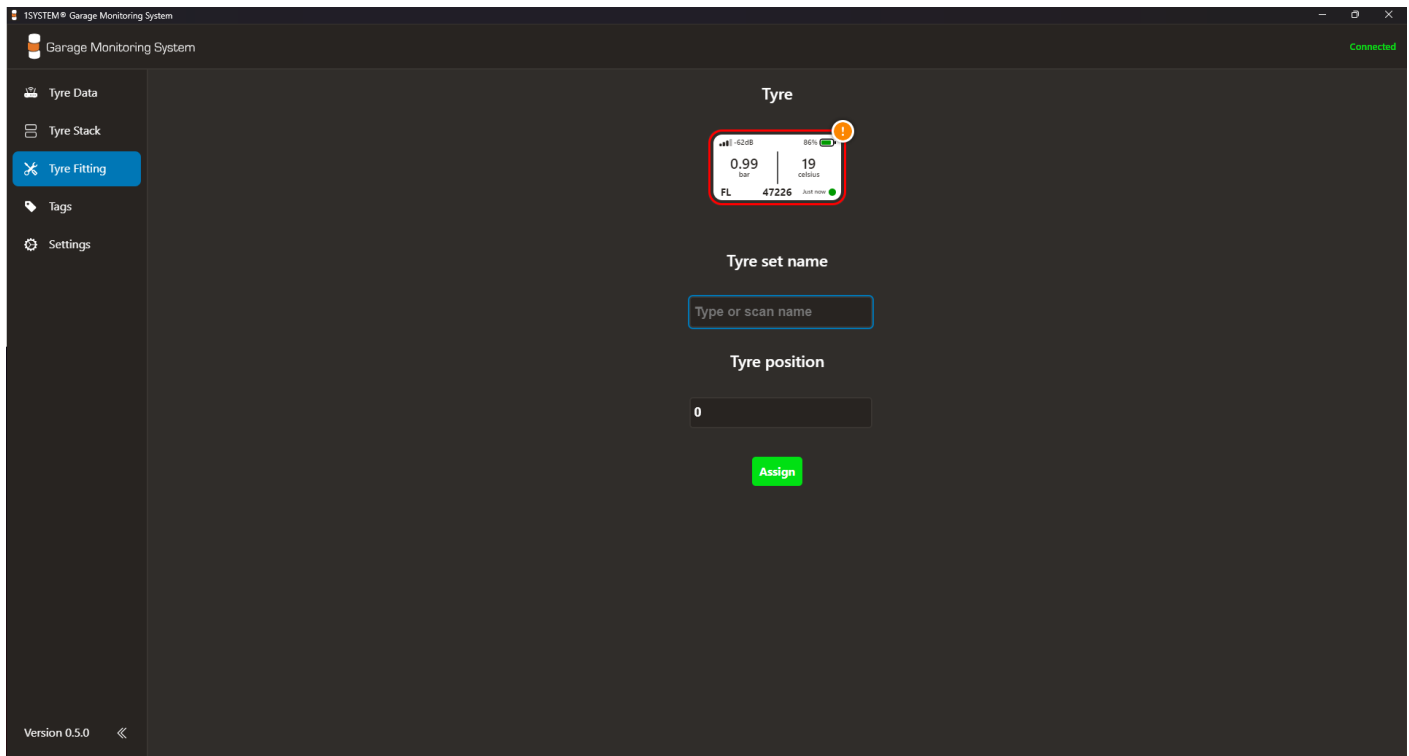 1SYSTEM® Garage Monitoring System
Garage Monitoring System
Connected
Tyre Data
Tyre Stack
Tyre Fitting
Tags
Settings
Tyre
-62dB 86%
0.99 19
bar celsius
FL 47226 Just now
Tyre set name
Type or scan name
Tyre position
0
Assign
Version 0.5.0